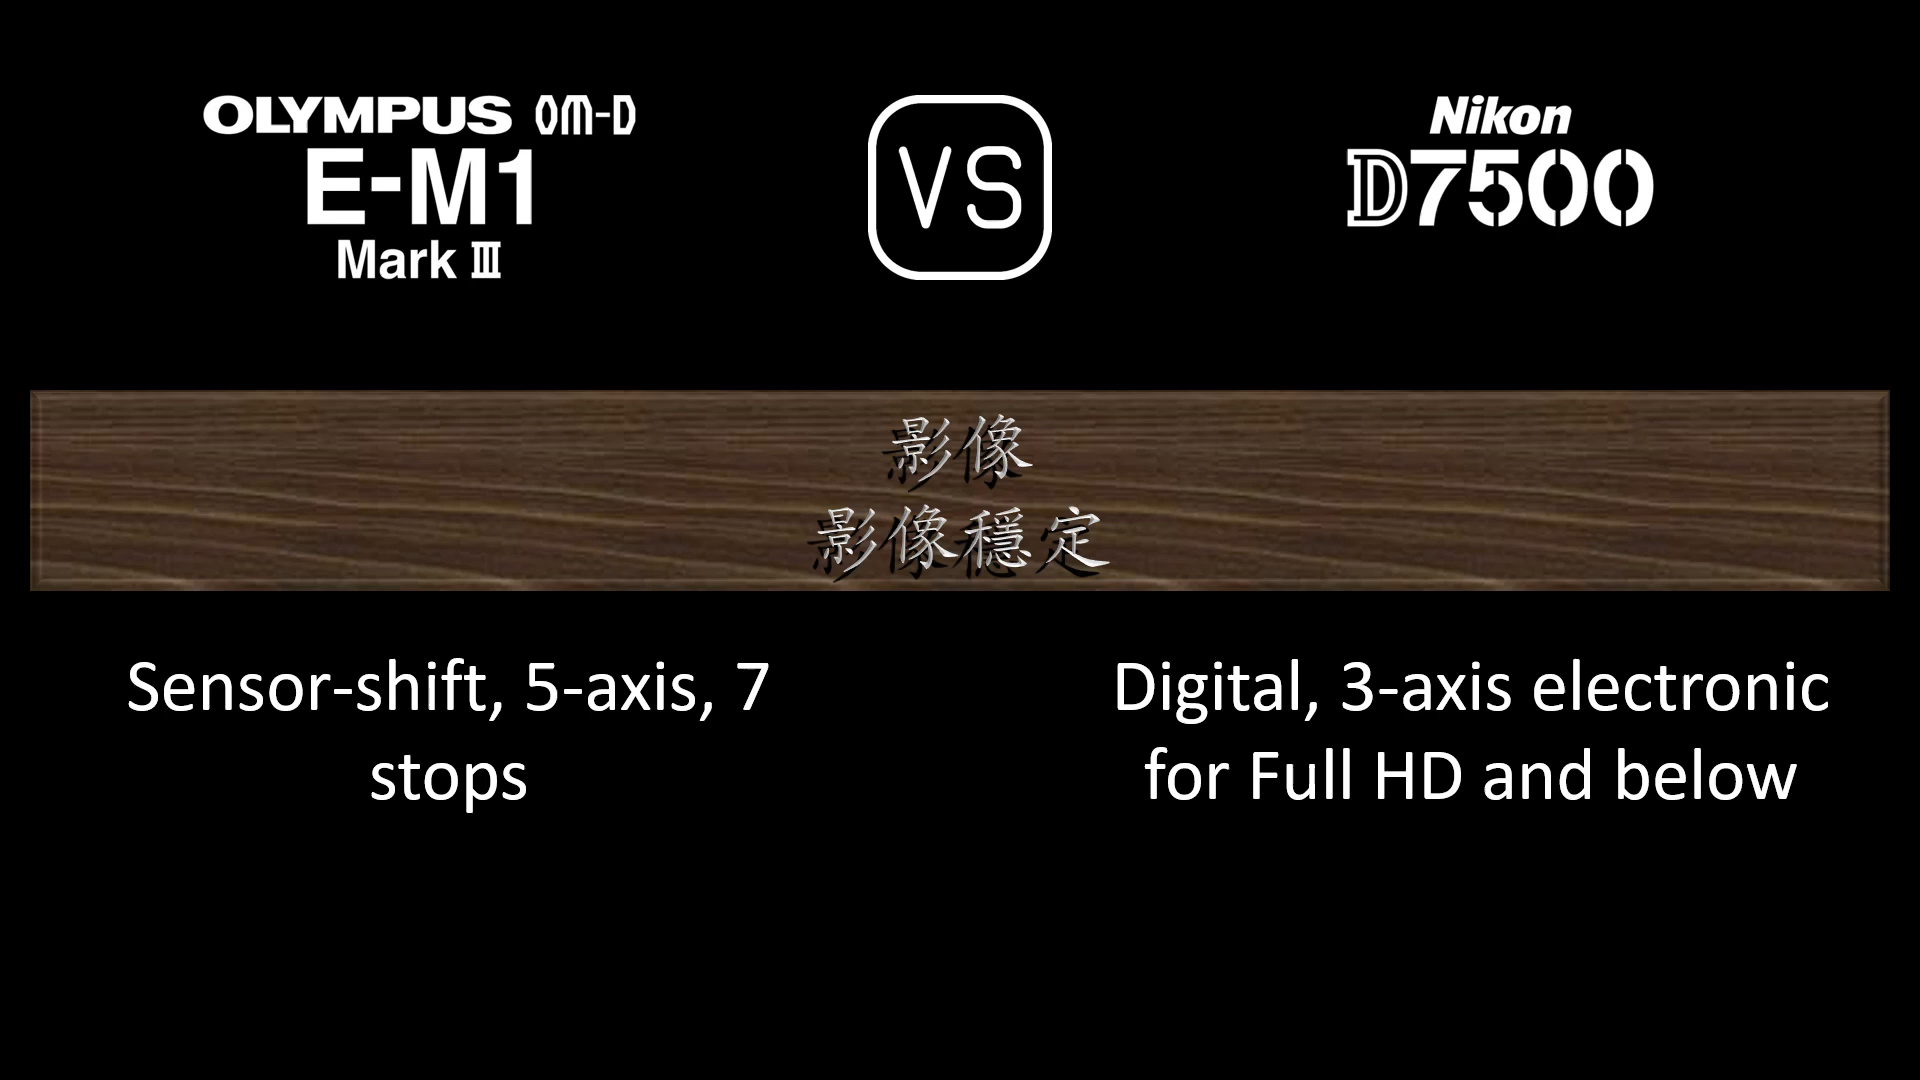 OLYMPUS OM-D
E-M1
Mark III
VS
Nikon
D7500
影像
影像穩定
Sensor-shift, 5-axis, 7
stops
Digital, 3-axis electronic
for Full HD and below